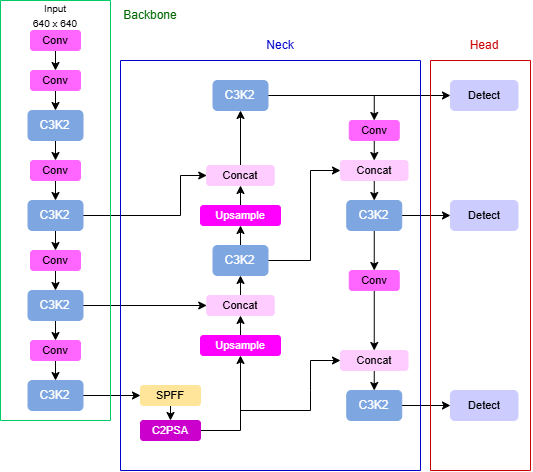 Input
640 x 640
Backbone
Conv
Conv
C3K2
Conv
C3K2
Conv
C3K2
Conv
C3K2
Neck
SPFF
C2PSA
Upsample
Concat
C3K2
Upsample
Concat
C3K2
Conv
Concat
C3K2
Conv
Concat
C3K2
Head
Detect
Detect
Detect